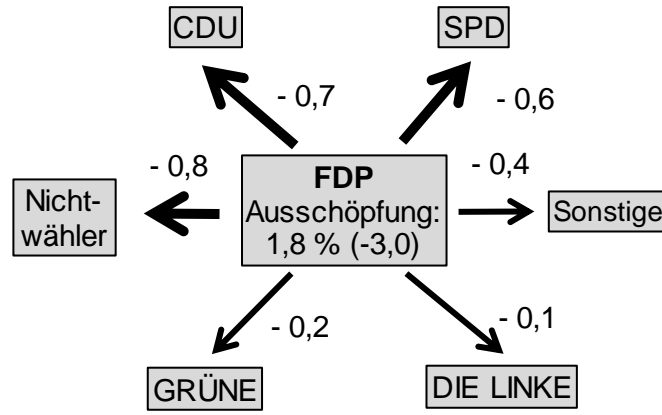 CDU
SPD
- 0,7
- 0,6
- 0,8
- 0,4
Nicht-
wähler
FDP
Ausschöpfung:
1,8 % (-3,0)
Sonstige
- 0,2
- 0,1
GRÜNE
DIE LINKE